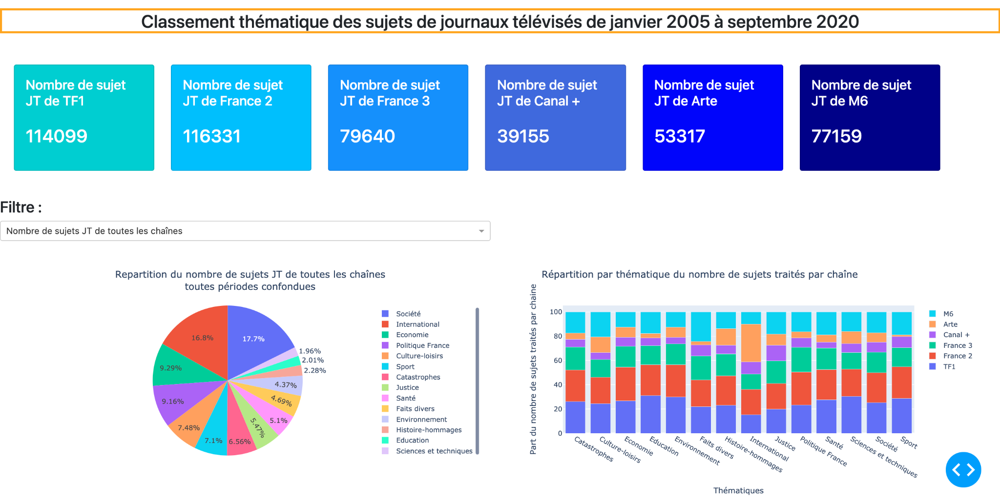 Classement thématique des sujets de journaux télévisés de janvier 2005 à septembre 2020
Nombre de sujet
JT de TF1
114099
Nombre de sujet
JT de France 2
116331
Nombre de sujet
JT de France 3
79640
Nombre de sujet
JT de Canal +
39155
Nombre de sujet
JT de Arte
53317
Nombre de sujet
JT de M6
77159
Filtre :
Nombre de sujets JT de toutes les chaînes
Repartition du nombre de sujets JT de toutes les chaînes
toutes périodes confondues
17.7%
16.8%
9.29%
9.16%
7.48%
7.1%
6.56%
5.47%
5.1%
4.69%
4.37%
2.28%
2.01%
1.96%
Société
International
Economie
Politique France
Culture-loisirs
Sport
Catastrophes
Justice
Santé
Faits divers
Environnement
Histoire-hommages
Education
Sciences et techniques
Répartition par thématique du nombre de sujets traités par chaîne
Part du nombre de sujets traités par chaine
100
80
60
40
20
0
Catastrophes
Culture-loisirs
Economie
Education
Environnement
Faits divers
Histoire-hommages
International
Justice
Politique France
Santé
Sciences et techniques
Société
Sport
Thématiques
M6
Arte
Canal +
France 3
France 2
TF1